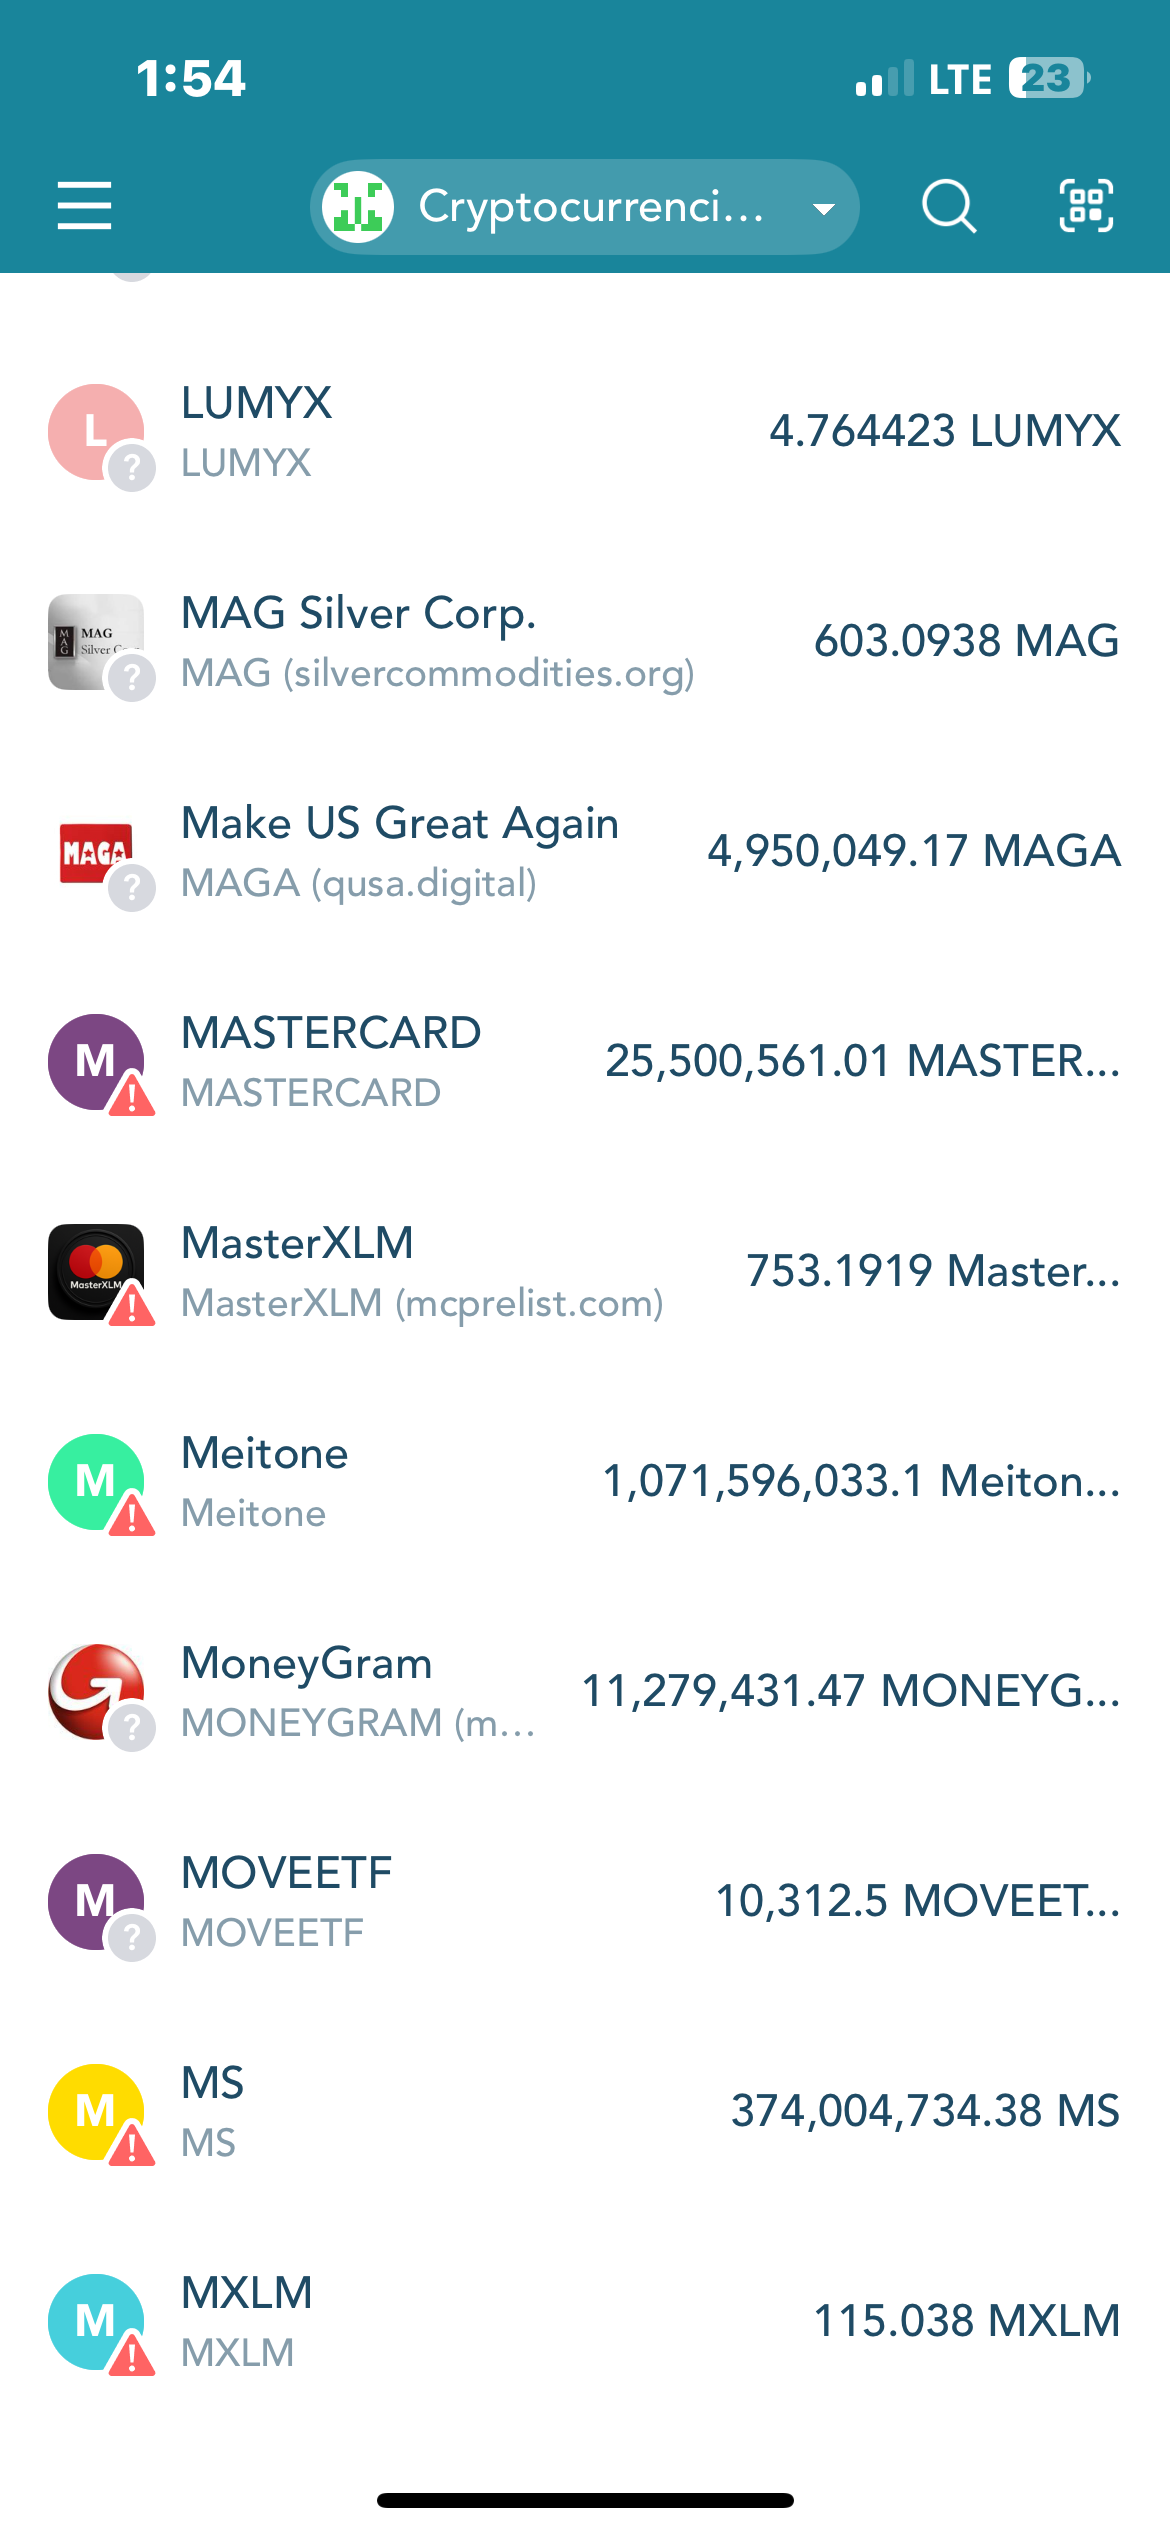 1:54
LTE 23
Cryptocurrenci...
LUMYX
LUMYX
4.764423 LUMYX
MAG Silver Corp.
MAG (silvercommodities.org)
603.0938 MAG
Make US Great Again
MAGA (qusa.digital)
4,950,049.17 MAGA
MASTERCARD
MASTERCARD
25,500,561.01 MASTER...
MasterXLM
MasterXLM (mcprelist.com)
753.1919 Master...
Meitone
Meitone
1,071,596,033.1 Meiton...
MoneyGram
MONEYGRAM (m...
11,279,431.47 MONEYG...
MOVEETF
MOVEETF
10,312.5 MOVEET...
MS
MS
374,004,734.38 MS
MXLM
MXLM
115.038 MXLM
L
?
MAG
MAG
Silver
?
MAGA
?
M
!
MasterXLM
!
M
!
?
M
?
M
!
M
!